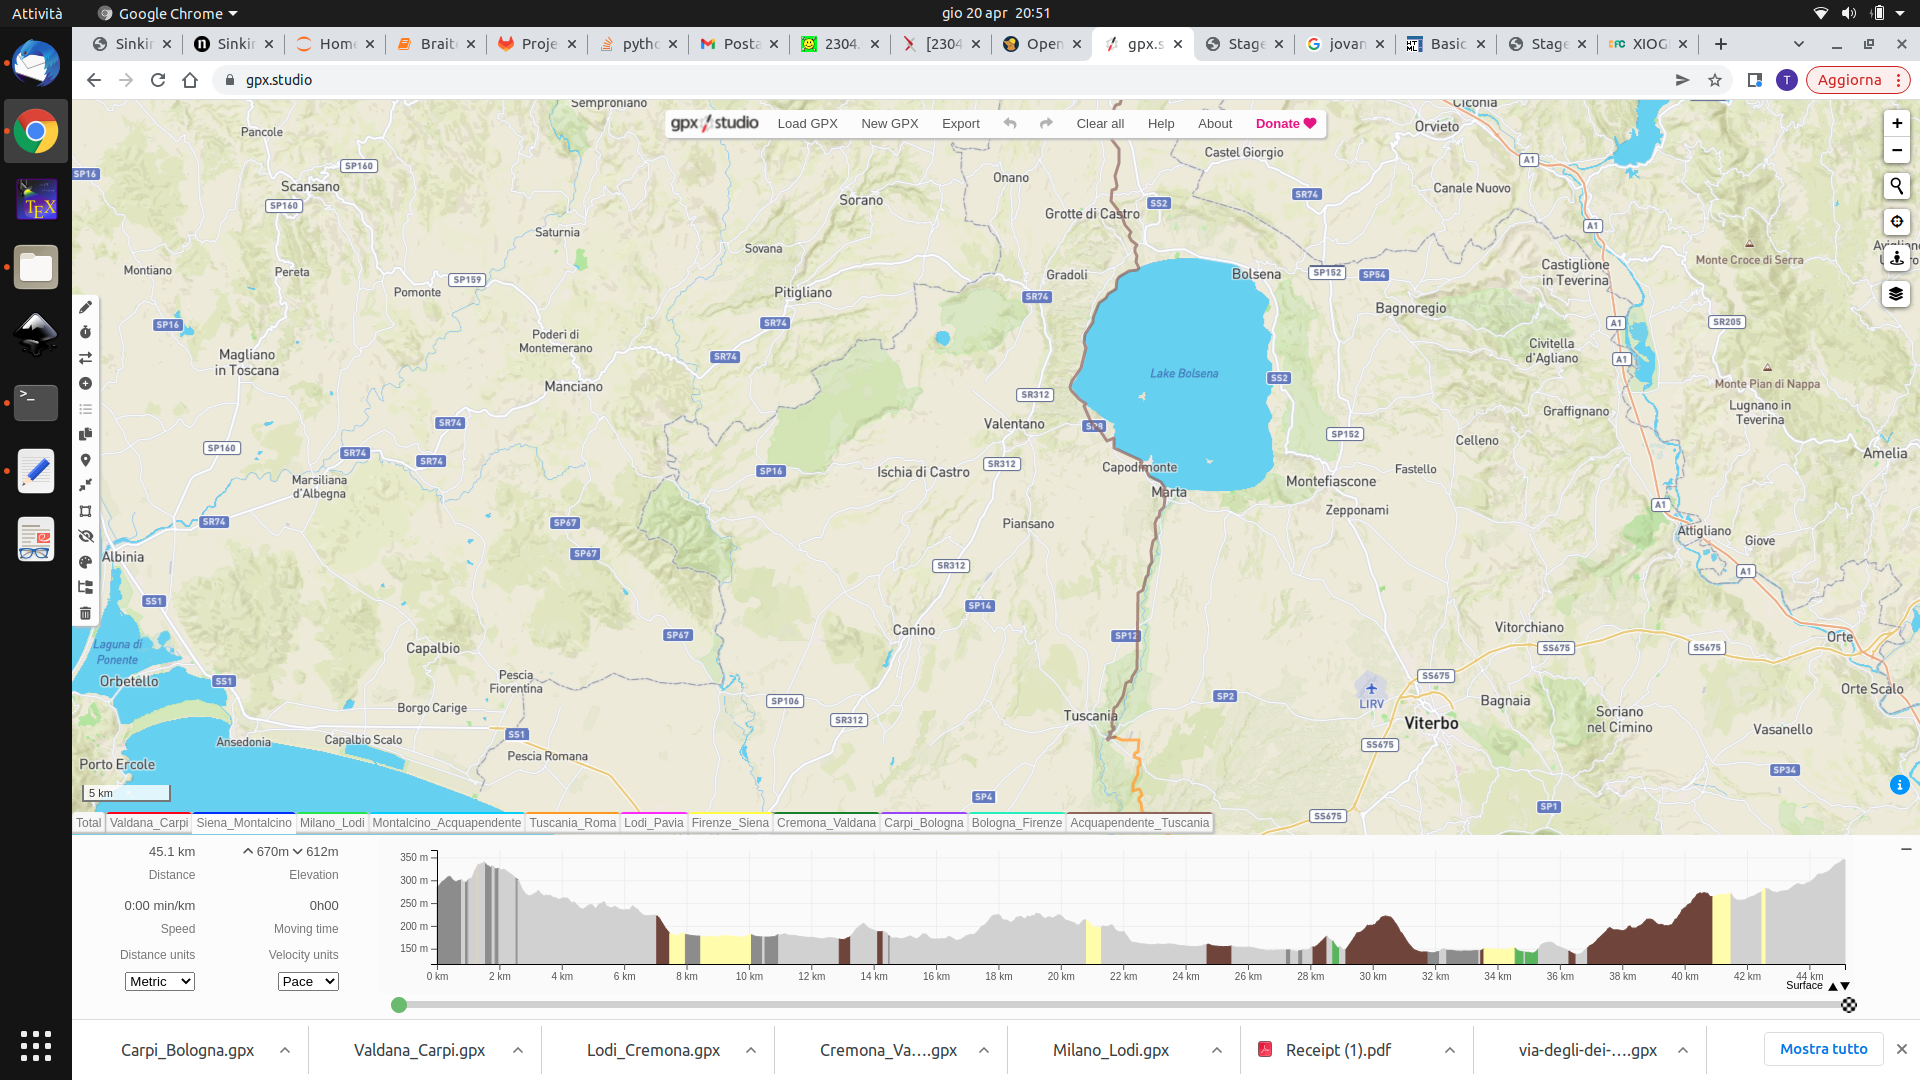 Attività
Google Chrome
gio 20 apr 20:51
Sinkir
Sinkir
Home
Braite
Proje
pytho
Posta
2304.
[2304
Open
gpx.s
Stage
jovan
Basic
Stage
XIOG
gpx.studio
T
Aggiorna
gpx studio
Load GPX
New GPX
Export
Clear all
Help
About
Donate
Semproniano
Ciconia
Pancole
Orvieto
Castel Giorgio
SP160
A1
SP16
Scansano
Onano
Canale Nuovo
SP160
Sorano
SS2
SR74
Grotte di Castro
Saturnia
A1
Sovana
Montiano
Pereta
SP159
Gradoli
Bolsena
SP152
SP54
Castiglione
in Teverina
Monte Croce di Serra
Pomonte
Pitigliano
SR74
Bagnoregio
SP16
SR74
A1
SR205
Poderi di
Montemerano
Magliano
in Toscana
SR74
Civitella
d'Agliano
A1
Lake Bolsena
SS2
Manciano
Monte Pian di Nappa
SR312
Lugnano in
Teverina
Graffignano
SR74
Valentano
SP8
SP152
SP160
SR74
SR74
Celleno
Amelia
SP16
Ischia di Castro
SR312
Capodimonte
Fastello
Marsiliana
d'Albegna
Marta
Montefiascone
A1
Zepponami
SR74
SP67
Piansano
Attigliano
Giove
Albinia
SP67
SR312
A1
SS1
SP14
SP67
Canino
SP12
Vitorchiano
Orte
Laguna di
Ponente
Capalbio
SS675
SS675
Orbetello
SS1
Pescia
Fiorentina
SS675
Orte Scalo
SP106
SP2
LIRV
Bagnaia
Borgo Carige
SR312
Tuscania
Viterbo
Soriano
nel Cimino
Vasanello
Ansedonia
Capalbio Scalo
SS1
Pescia Romana
SS675
Porto Ercole
SP34
5 km
SP4
SP1
SS675
Total
Valdana_Carpi
Siena_Montalcino
Milano_Lodi
Montalcino_Acquapendente
Tuscania_Roma
Lodi_Pavia
Firenze_Siena
Cremona_Valdana
Carpi_Bologna
Bologna_Firenze
Acquapendente_Tuscania
45.1 km
670m
612m
Distance
Elevation
0:00 min/km
0h00
Speed
Moving time
Distance units
Velocity units
Metric
Pace
350 m
300 m
250 m
200 m
150 m
0 km
2 km
4 km
6 km
8 km
10 km
12 km
14 km
16 km
18 km
20 km
22 km
24 km
26 km
28 km
30 km
32 km
34 km
36 km
38 km
40 km
42 km
44 km
Surface
Carpi_Bologna.gpx
Valdana_Carpi.gpx
Lodi_Cremona.gpx
Cremona_Va....gpx
Milano_Lodi.gpx
Receipt (1).pdf
via-degli-dei-....gpx
Mostra tutto